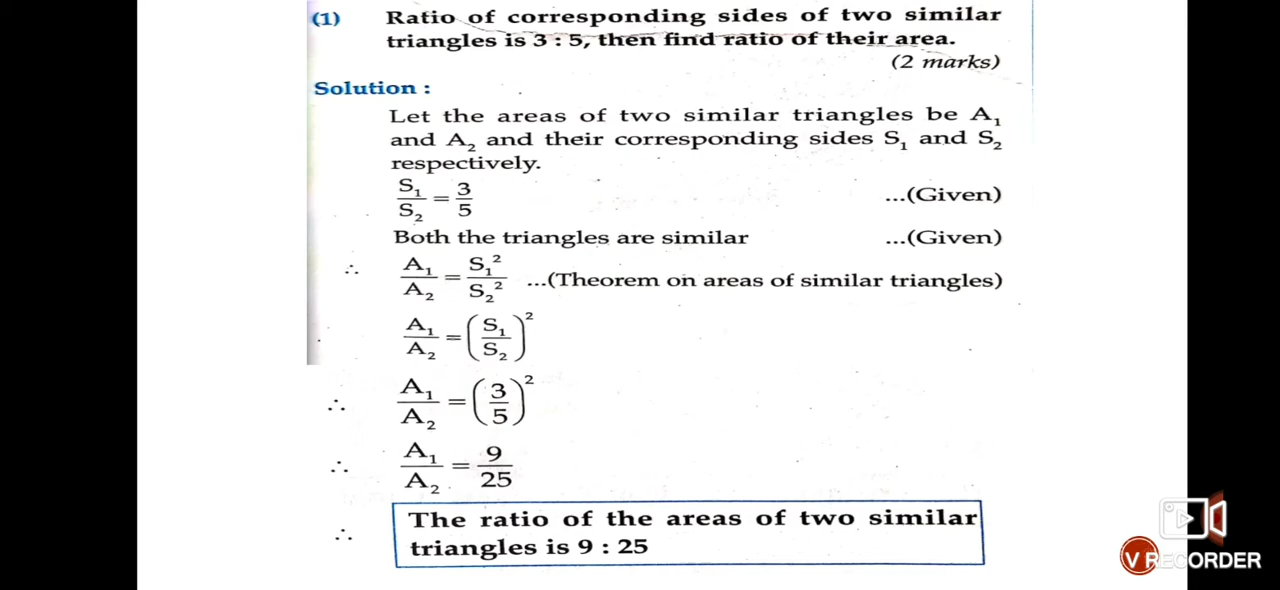 (1) Ratio of corresponding sides of two similar
triangles is 3 : 5, then find ratio of their area.
(2 marks)
Solution :
Let the areas of two similar triangles be A₁
and A₂ and their corresponding sides S₁ and S₂
respectively.
S₁/S₂ = 3/5 ...(Given)
Both the triangles are similar ...(Given)
∴ A₁/A₂ = S₁²/S₂² ...(Theorem on areas of similar triangles)
A₁/A₂ = (S₁/S₂)²
∴ A₁/A₂ = (3/5)²
∴ A₁/A₂ = 9/25
∴ The ratio of the areas of two similar
triangles is 9 : 25
V RECORDER